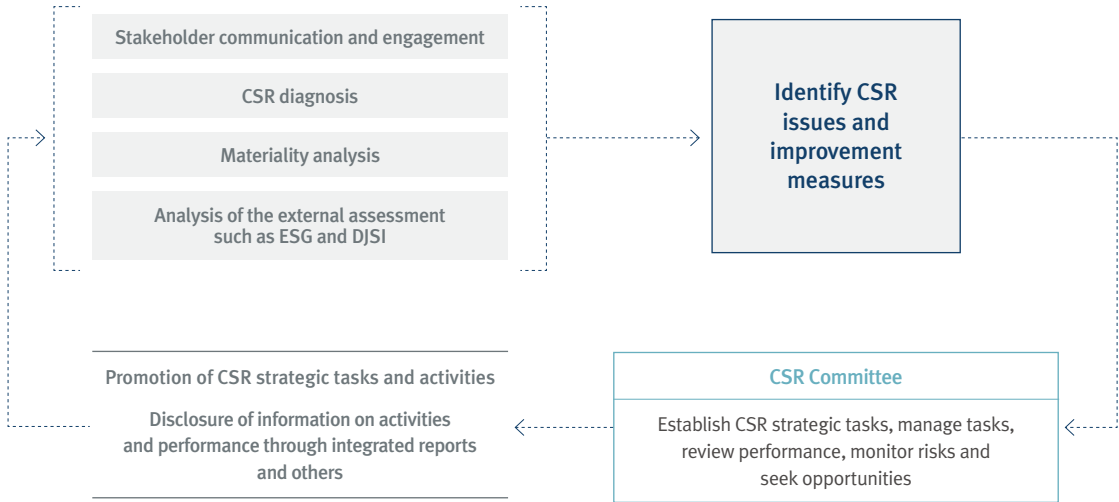 Stakeholder communication and engagement
CSR diagnosis
Materiality analysis
Analysis of the external assessment
such as ESG and DJSI
Identify CSR
issues and
improvement
measures
Promotion of CSR strategic tasks and activities
Disclosure of information on activities
and performance through integrated reports
and others
CSR Committee
Establish CSR strategic tasks, manage tasks,
review performance, monitor risks and
seek opportunities